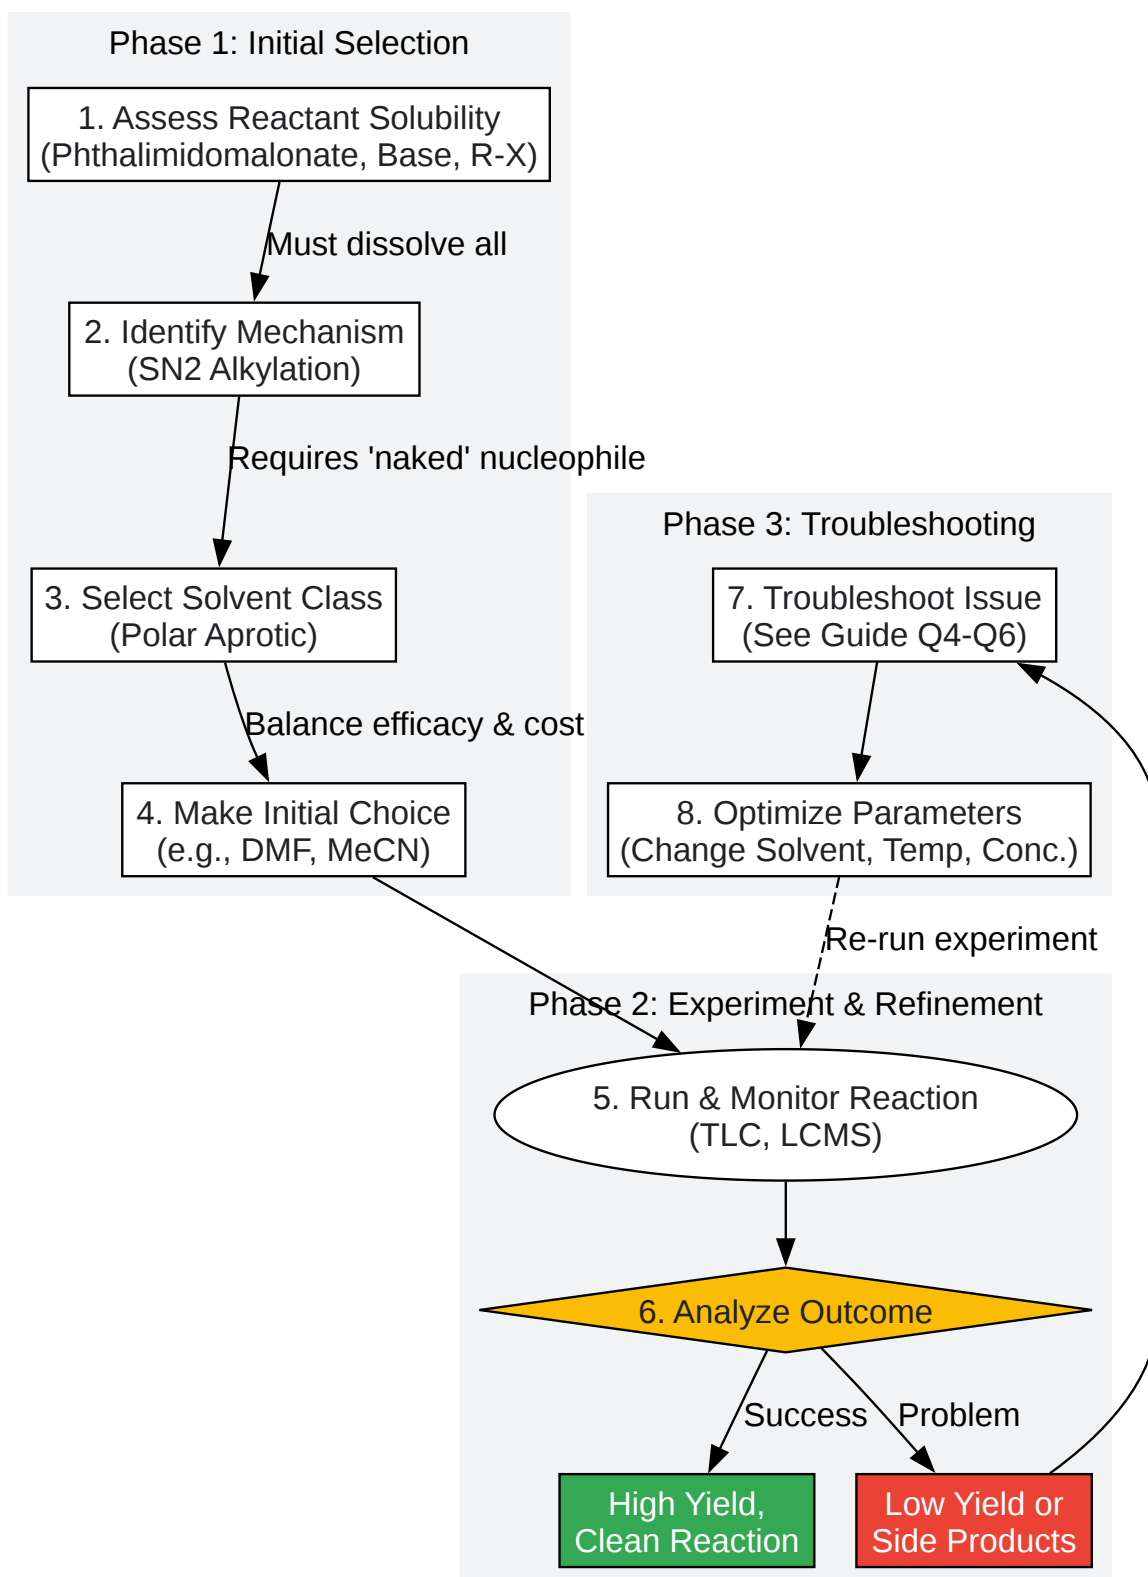 Phase 1: Initial Selection
1. Assess Reactant Solubility
(Phthalimidomalonate, Base, R-X)
Must dissolve all
2. Identify Mechanism
(SN2 Alkylation)
Requires 'naked' nucleophile
3. Select Solvent Class
(Polar Aprotic)
Balance efficacy & cost
4. Make Initial Choice
(e.g., DMF, MeCN)
Phase 3: Troubleshooting
7. Troubleshoot Issue
(See Guide Q4-Q6)
8. Optimize Parameters
(Change Solvent, Temp, Conc.)
Re-run experiment
Phase 2: Experiment & Refinement
5. Run & Monitor Reaction
(TLC, LCMS)
6. Analyze Outcome
Success
Problem
High Yield,
Clean Reaction
Low Yield or
Side Products